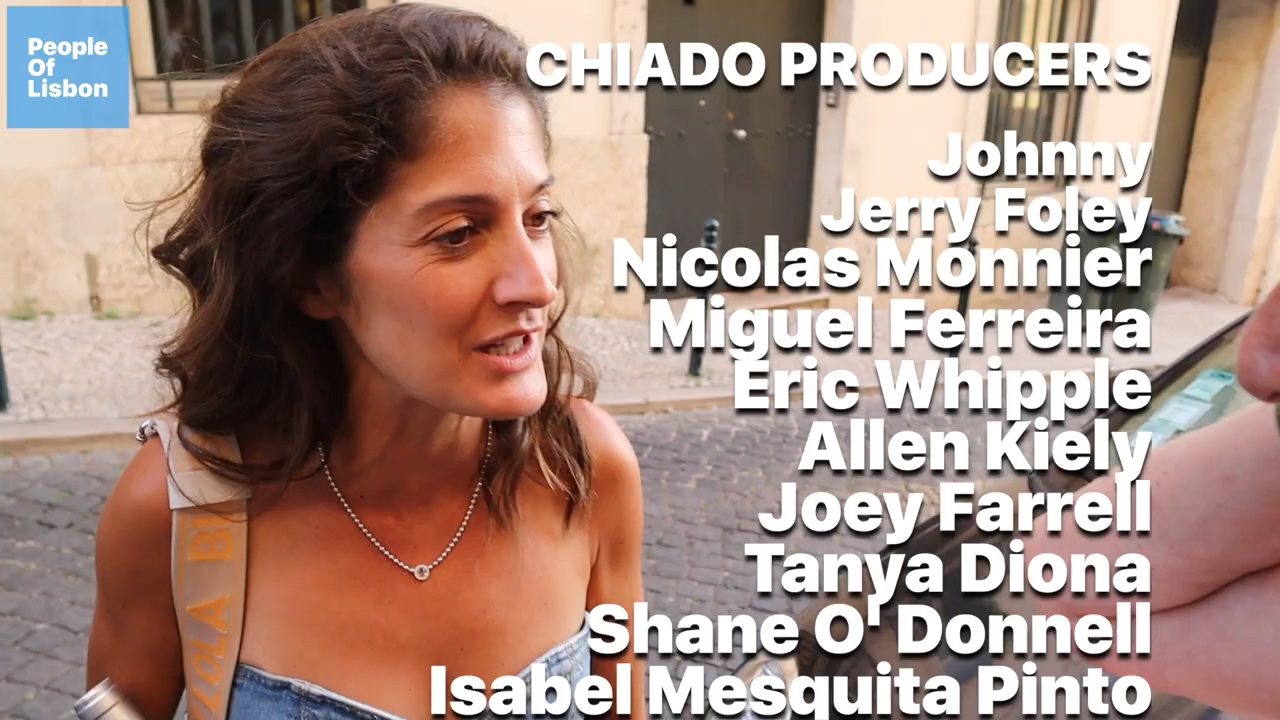 People
Of
Lisbon
CHIADO PRODUCERS
Johnny
Jerry Foley
Nicolas Monnier
Miguel Ferreira
Eric Whipple
Allen Kiely
Joey Farrell
Tanya Diona
Shane O' Donnell
Isabel Mesquita Pinto